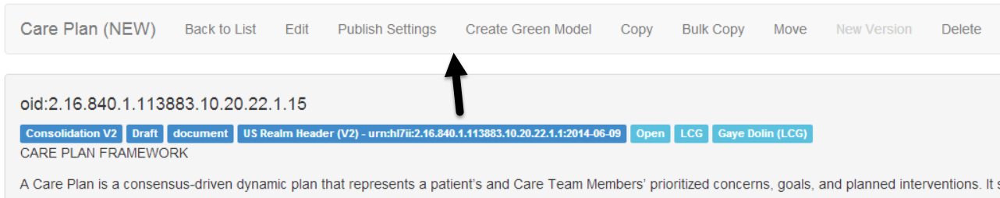 Care Plan (NEW) Back to List Edit Publish Settings Create Green Model Copy Bulk Copy Move New Version Delete
oid:2.16.840.1.113883.10.20.22.1.15
Consolidation V2 Draft document US Realm Header (V2) - urn:hl7ii:2.16.840.1.113883.10.20.22.1.1:2014-06-09 Open LCG Gaye Dolin (LCG)
CARE PLAN FRAMEWORK
A Care Plan is a consensus-driven dynamic plan that represents a patient's and Care Team Members' prioritized concerns, goals, and planned interventions. It